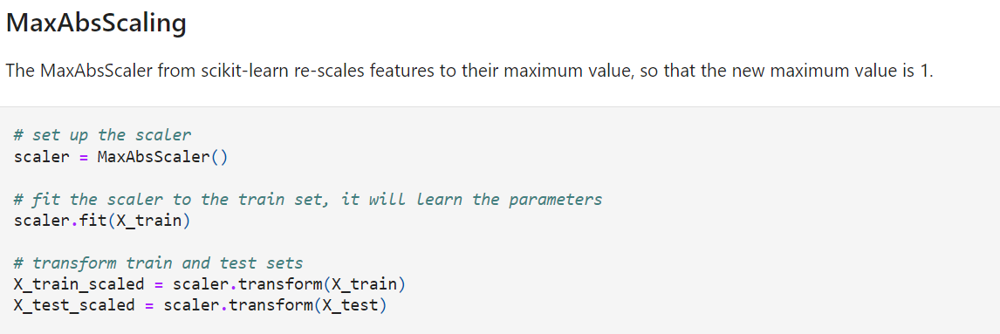 MaxAbsScaling
The MaxAbsScaler from scikit-learn re-scales features to their maximum value, so that the new maximum value is 1.
# set up the scaler
scaler = MaxAbsScaler()
# fit the scaler to the train set, it will learn the parameters
scaler.fit(X_train)
# transform train and test sets
X_train_scaled = scaler.transform(X_train)
X_test_scaled = scaler.transform(X_test)